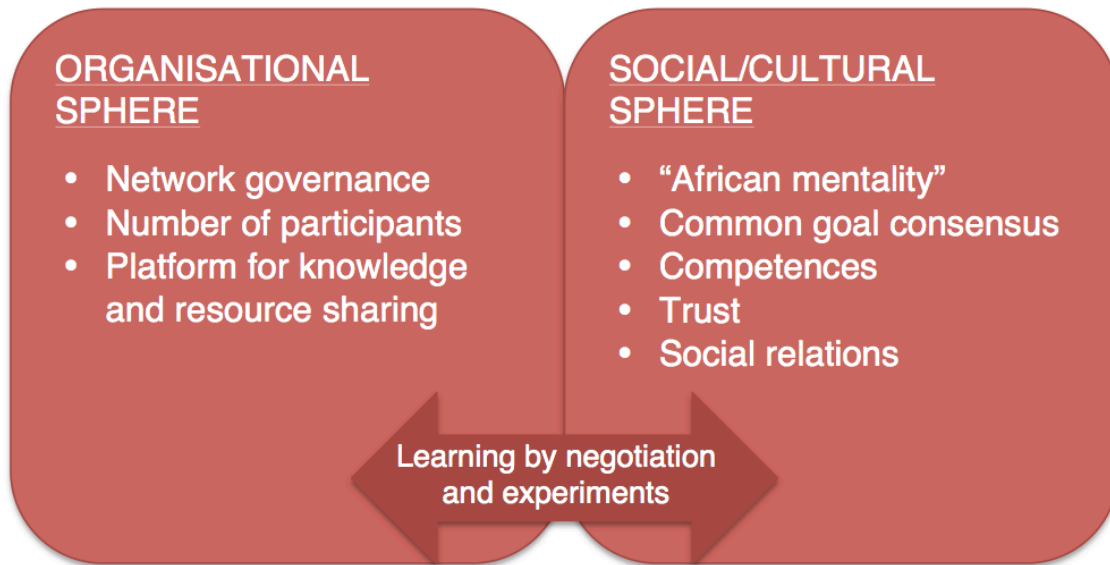 ORGANISATIONAL
SPHERE
• Network governance
• Number of participants
• Platform for knowledge
and resource sharing
SOCIAL/CULTURAL
SPHERE
• “African mentality”
• Common goal consensus
• Competences
• Trust
• Social relations
Learning by negotiation
and experiments